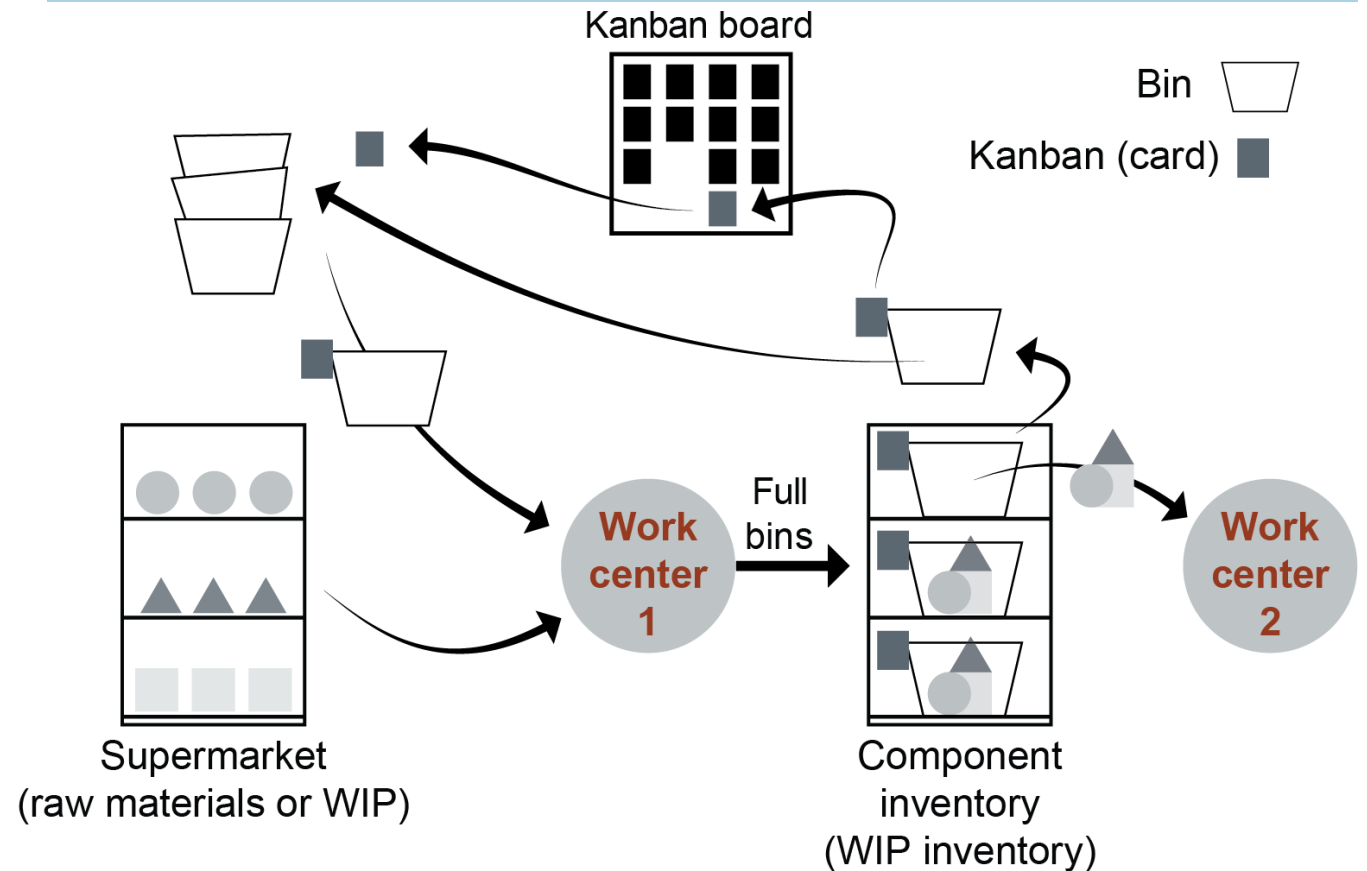 Kanban board
Bin
Kanban (card)
Full
bins
Work
center
1
Work
center
2
Supermarket
(raw materials or WIP)
Component
inventory
(WIP inventory)